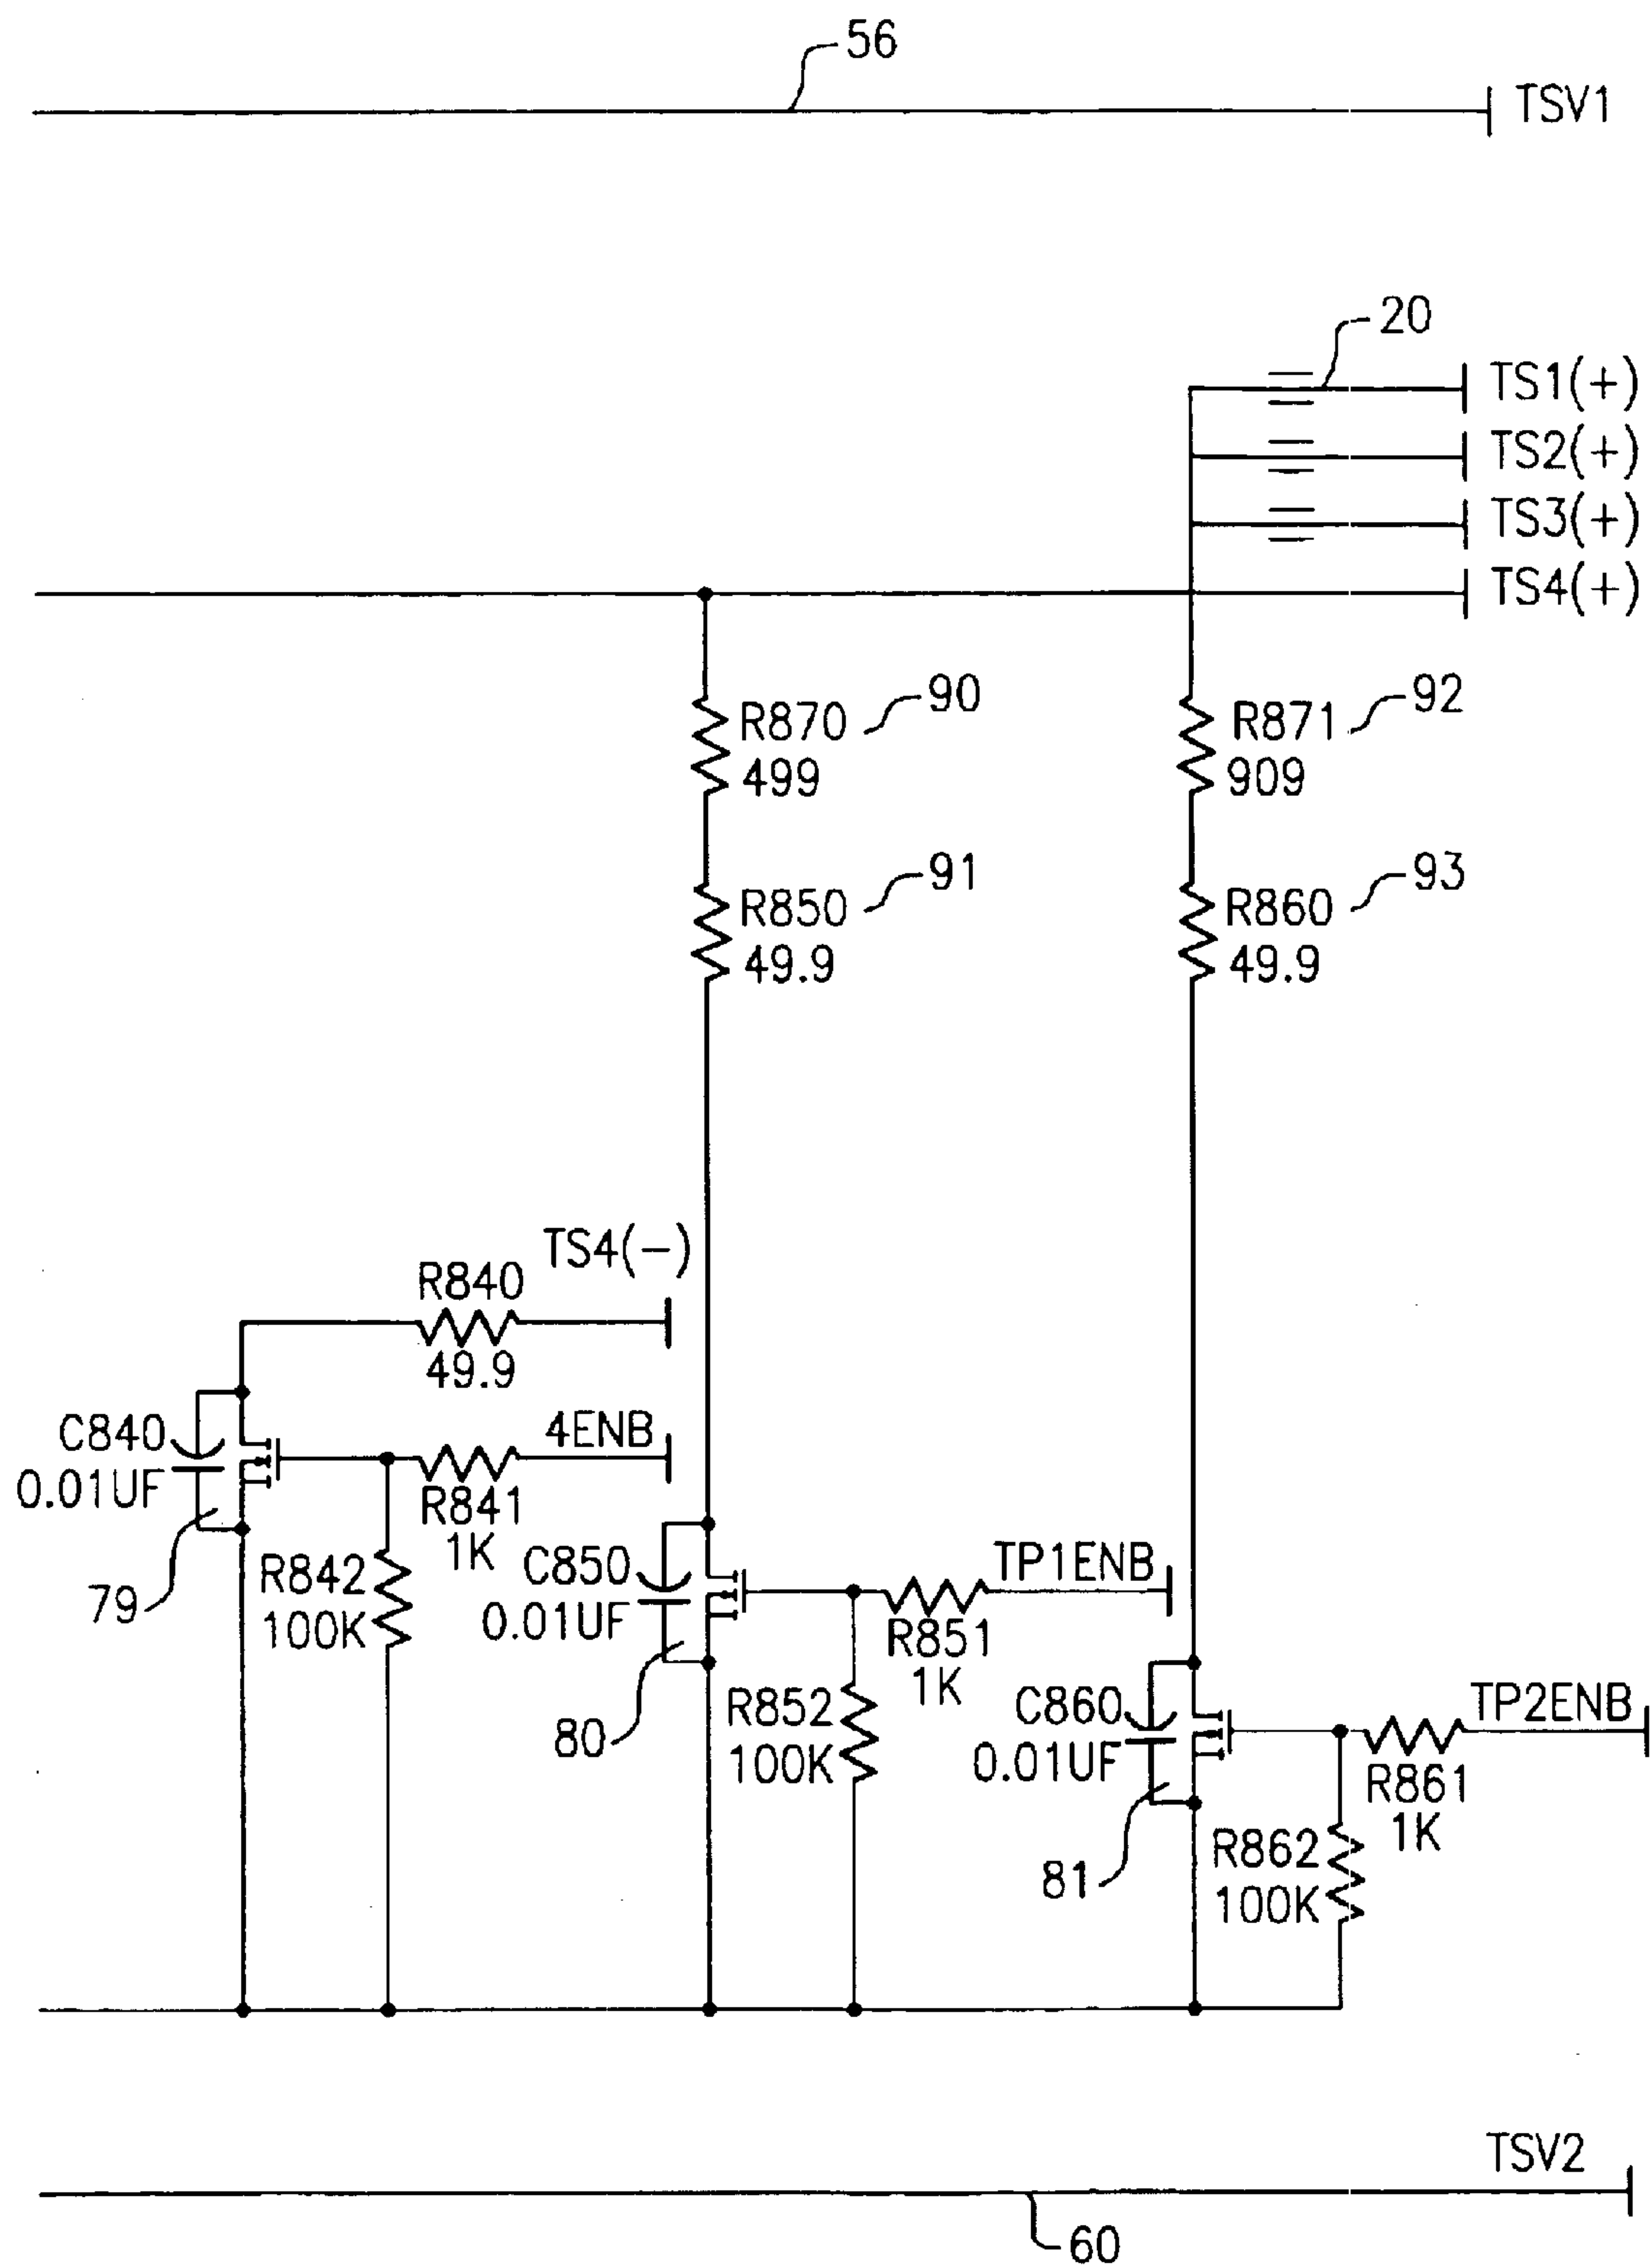 56
TSV1
20
TS1(+)
TS2(+)
TS3(+)
TS4(+)
R870
499
90
R871
909
92
R850
49.9
91
R860
49.9
93
TS4(-)
R840
49.9
C840
0.01UF
4ENB
R841
1K
79
R842
100K
C850
0.01UF
TP1ENB
R851
1K
80
R852
100K
C860
0.01UF
TP2ENB
R861
1K
81
R862
100K
TSV2
60